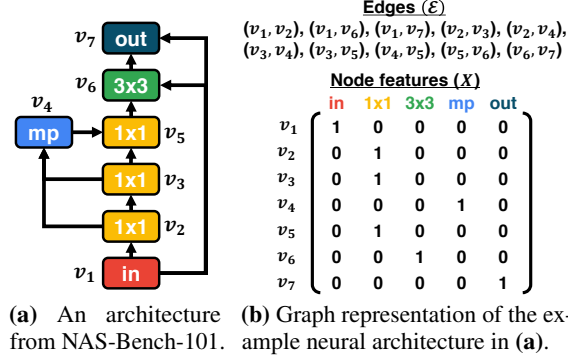 v7 out
v6 3x3
v4
mp 1x1 v5
1x1 v3
1x1 v2
v1 in
(a) An architecture
from NAS-Bench-101.
Edges (ℰ)
(v1, v2), (v1, v6), (v1, v7), (v2, v3), (v2, v4),
(v3, v4), (v3, v5), (v4, v5), (v5, v6), (v6, v7)
Node features (X)
in 1x1 3x3 mp out
v1 1 0 0 0 0
v2 0 1 0 0 0
v3 0 1 0 0 0
v4 0 0 0 1 0
v5 0 1 0 0 0
v6 0 0 1 0 0
v7 0 0 0 0 1
(b) Graph representation of the ex-
ample neural architecture in (a).